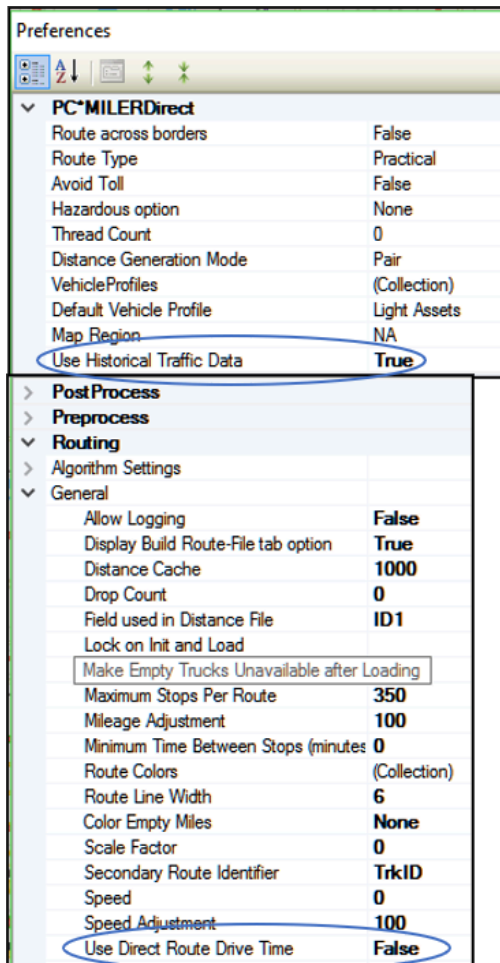 Preferences
PC*MILERDirect
Route across borders False
Route Type Practical
Avoid Toll False
Hazardous option None
Thread Count 0
Distance Generation Mode Pair
VehicleProfiles (Collection)
Default Vehicle Profile Light Assets
Map Region NA
Use Historical Traffic Data True
PostProcess
Preprocess
Routing
Algorithm Settings
General
Allow Logging False
Display Build Route-File tab option True
Distance Cache 1000
Drop Count 0
Field used in Distance File ID1
Lock on Init and Load
Make Empty Trucks Unavailable after Loading
Maximum Stops Per Route 350
Mileage Adjustment 100
Minimum Time Between Stops (minutes 0
Route Colors (Collection)
Route Line Width 6
Color Empty Miles None
Scale Factor 0
Secondary Route Identifier TrkID
Speed 0
Speed Adjustment 100
Use Direct Route Drive Time False